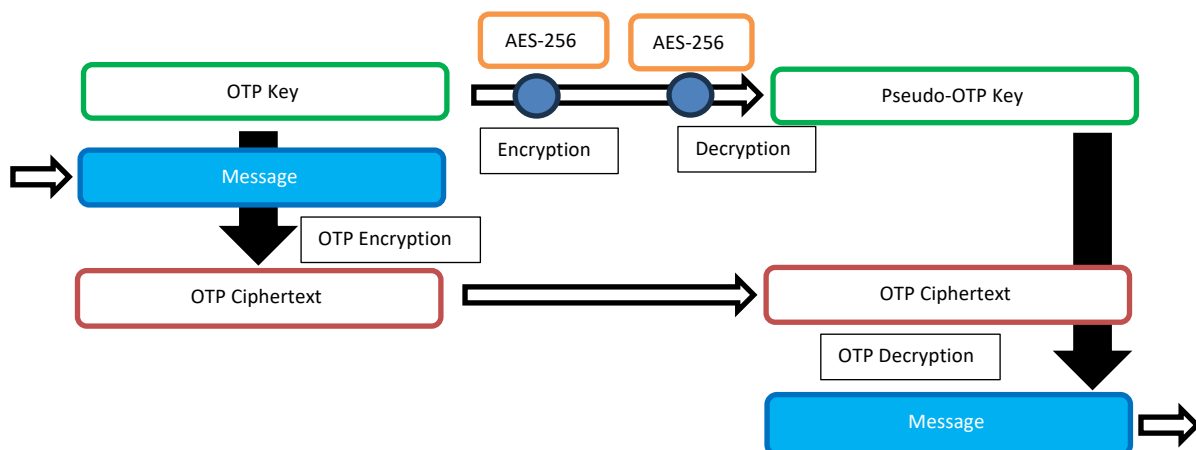 AES-256
AES-256
OTP Key
Pseudo-OTP Key
Encryption
Decryption
Message
OTP Encryption
OTP Ciphertext
OTP Ciphertext
OTP Decryption
Message